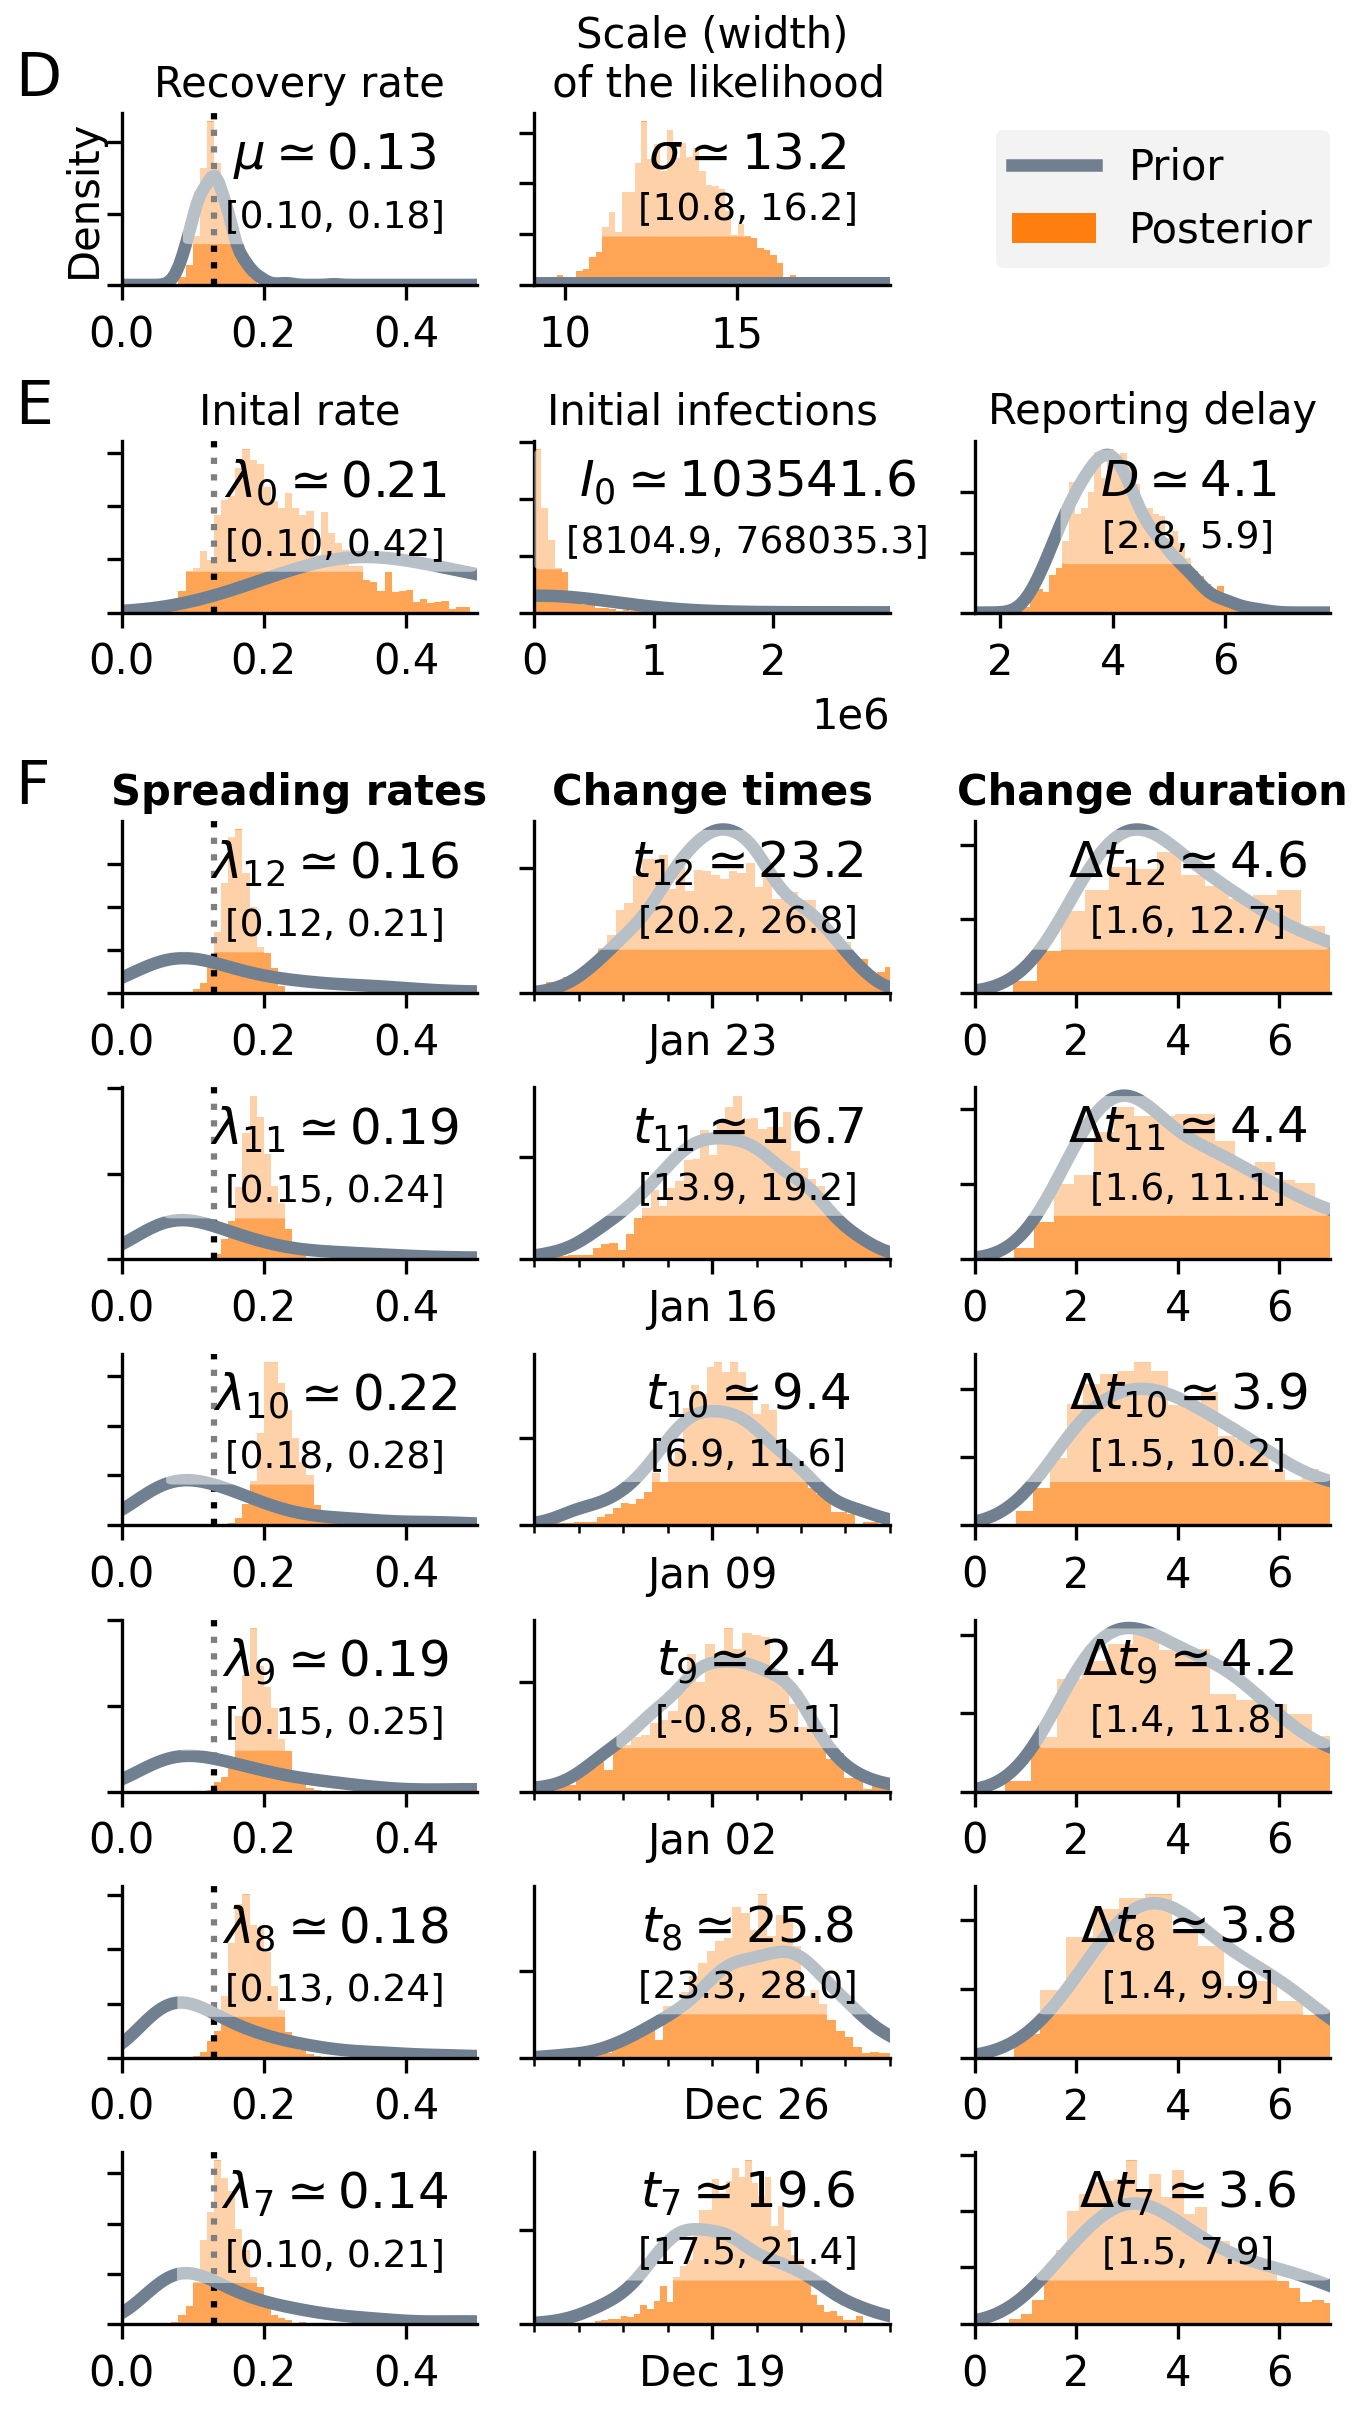 D
Recovery rate
Scale (width)
of the likelihood
Density
μ ≃ 0.13
[0.10, 0.18]
σ ≃ 13.2
[10.8, 16.2]
Prior
Posterior
0.0 0.2 0.4
10 15
E
Inital rate
Initial infections
Reporting delay
λ0 ≃ 0.21
[0.10, 0.42]
I0 ≃ 103541.6
[8104.9, 768035.3]
D ≃ 4.1
[2.8, 5.9]
0.0 0.2 0.4
0 1 2
1e6
2 4 6
F
Spreading rates
Change times
Change duration
λ12 ≃ 0.16
[0.12, 0.21]
t12 ≃ 23.2
[20.2, 26.8]
Δt12 ≃ 4.6
[1.6, 12.7]
0.0 0.2 0.4
Jan 23
0 2 4 6
λ11 ≃ 0.19
[0.15, 0.24]
t11 ≃ 16.7
[13.9, 19.2]
Δt11 ≃ 4.4
[1.6, 11.1]
0.0 0.2 0.4
Jan 16
0 2 4 6
λ10 ≃ 0.22
[0.18, 0.28]
t10 ≃ 9.4
[6.9, 11.6]
Δt10 ≃ 3.9
[1.5, 10.2]
0.0 0.2 0.4
Jan 09
0 2 4 6
λ9 ≃ 0.19
[0.15, 0.25]
t9 ≃ 2.4
[-0.8, 5.1]
Δt9 ≃ 4.2
[1.4, 11.8]
0.0 0.2 0.4
Jan 02
0 2 4 6
λ8 ≃ 0.18
[0.13, 0.24]
t8 ≃ 25.8
[23.3, 28.0]
Δt8 ≃ 3.8
[1.4, 9.9]
0.0 0.2 0.4
Dec 26
0 2 4 6
λ7 ≃ 0.14
[0.10, 0.21]
t7 ≃ 19.6
[17.5, 21.4]
Δt7 ≃ 3.6
[1.5, 7.9]
0.0 0.2 0.4
Dec 19
0 2 4 6